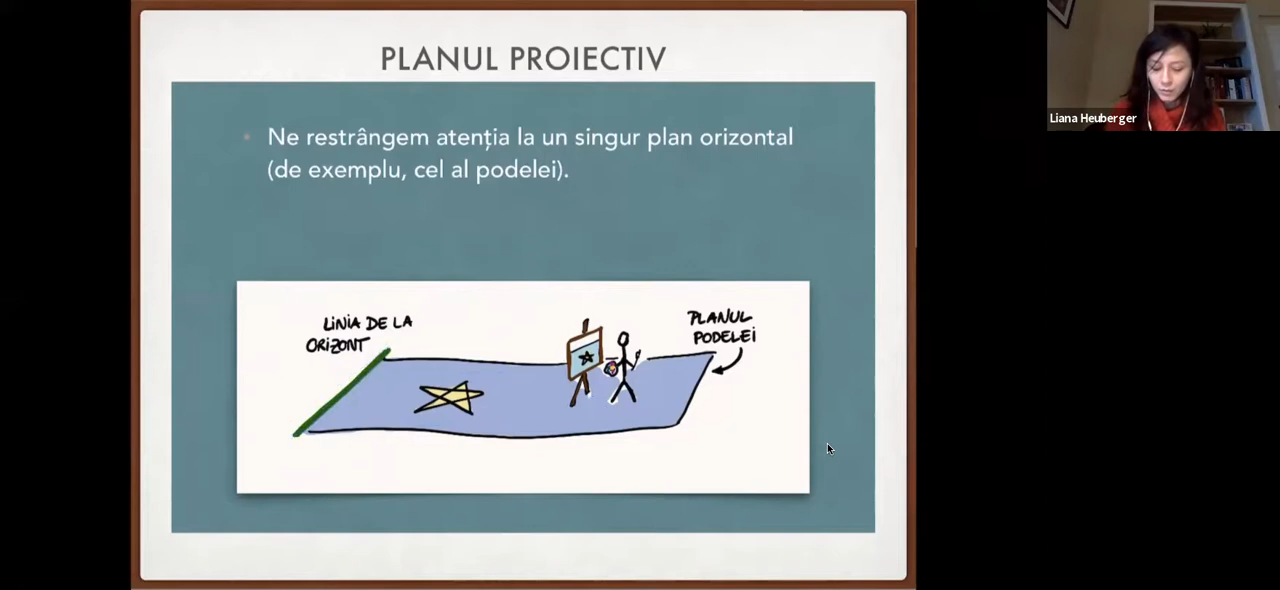 PLANUL PROIECTIV
Ne restrângem atenția la un singur plan orizontal
(de exemplu, cel al podelei).
LINIA DE LA
ORIZONT
PLANUL
PODELEI
Liana Heuberger